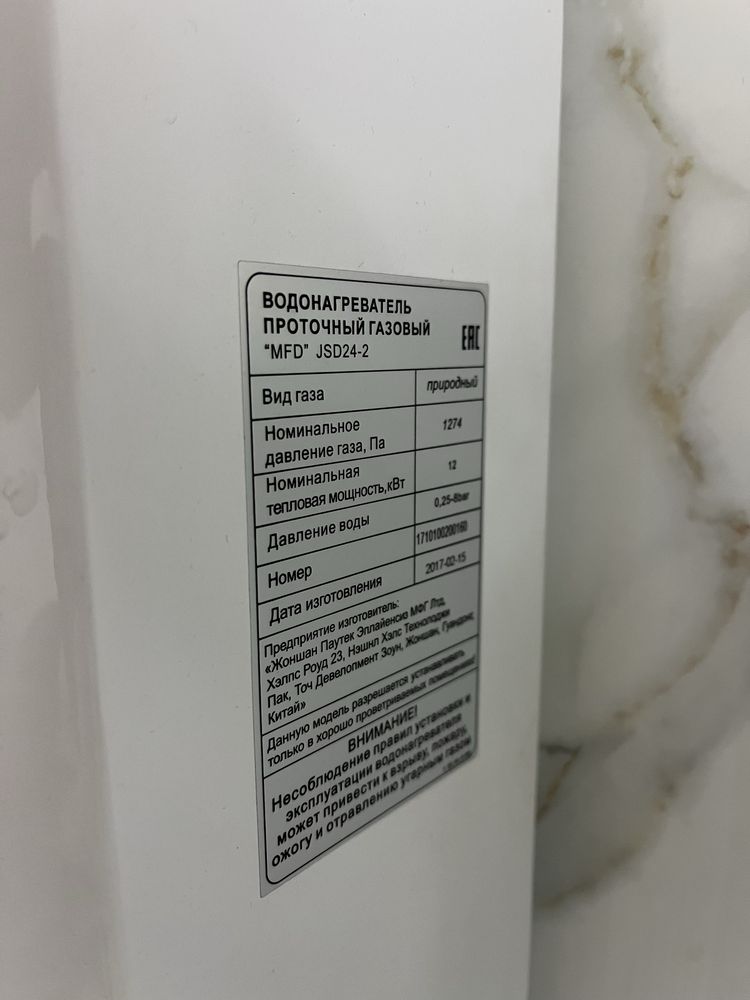 ВОДОНАГРЕВАТЕЛЬ
ПРОТОЧНЫЙ ГАЗОВЫЙ
"MFD" JSD24-2
EAC
Вид газа природный
Номинальное
давление газа, Па 1274
Номинальная
тепловая мощность,кВт 12
Давление воды 0,25-8bar
Номер 1710100200160
Дата изготовления 2017-02-15
Предприятие изготовитель:
«Жоншан Паутек Эплайенсиз МФГ Лтд,
Хэлпс Роуд 23, Нэшнл Хэлс Технолоджи
Пак, Точ Девелопмент Зоун, Жоншан, Гуандонг,
Китай»
Данную модель разрешается устанавливать
только в хорошо проветриваемых помещениях!
ВНИМАНИЕ!
Несоблюдение правил установки и
эксплуатации водонагревателя
может привести к взрыву, пожару,
ожогу и отравлению угарным газом